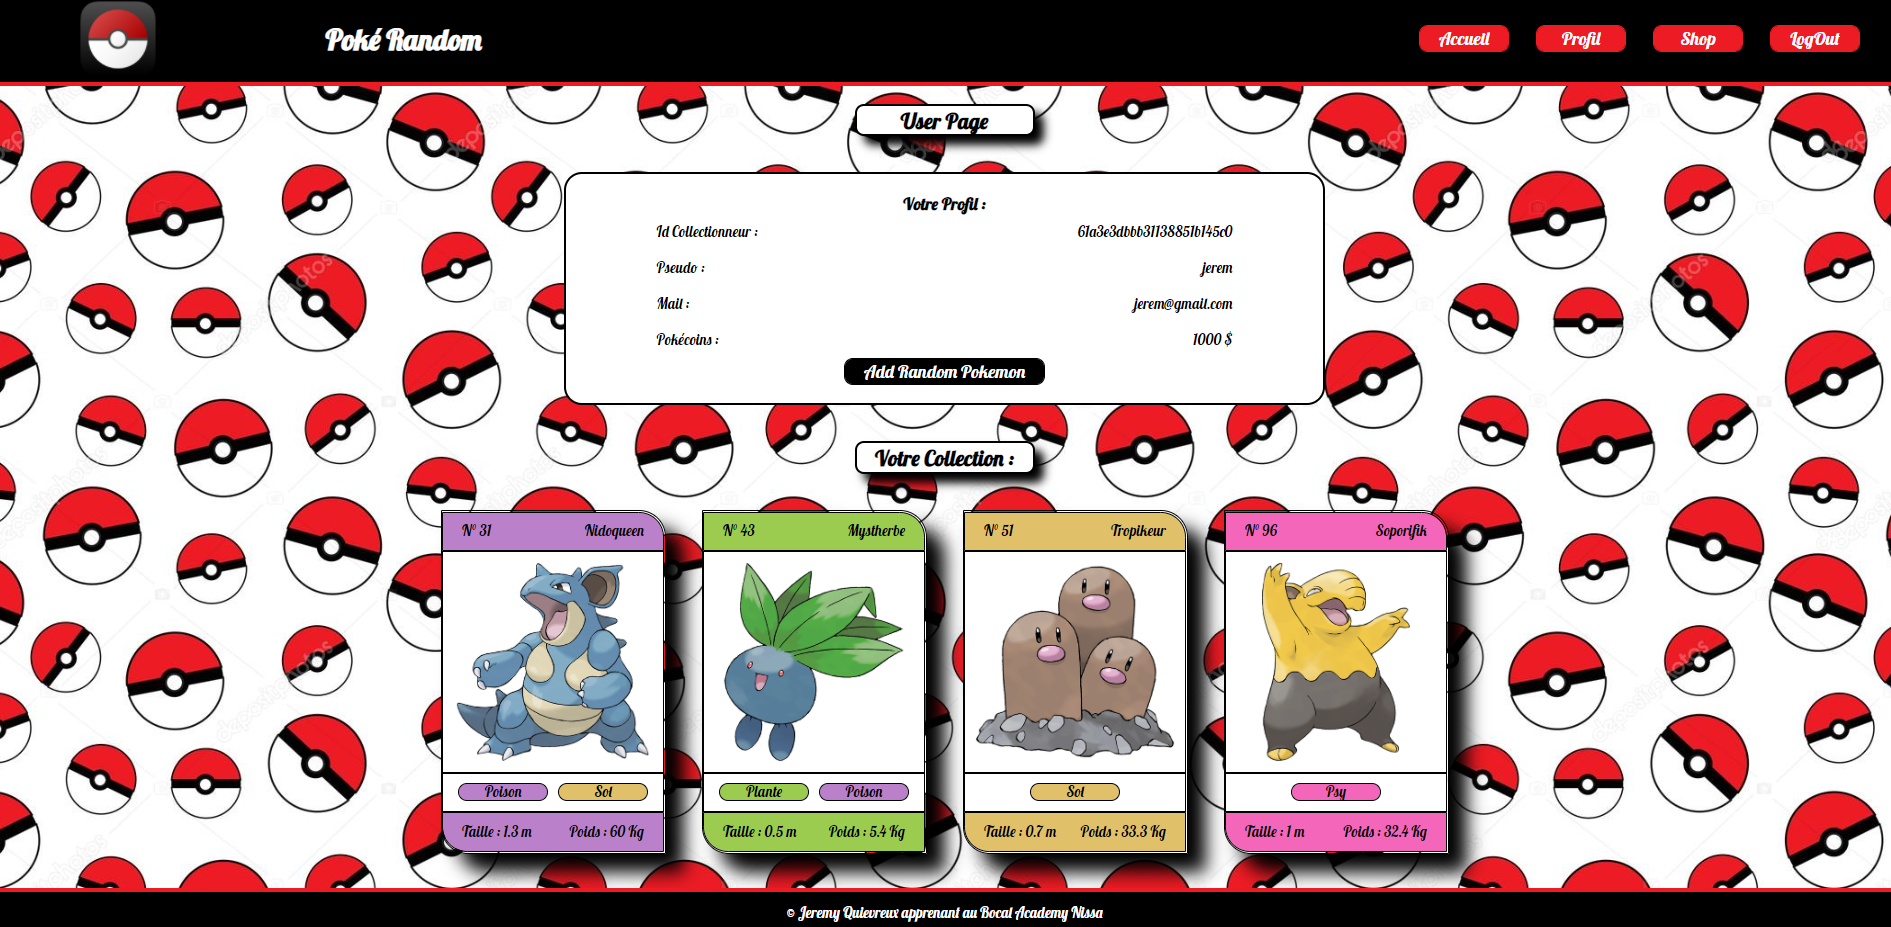 Poké Random
Accueil Profil Shop LogOut
User Page
Votre Profil :
Id Collectionneur : 61a3e3dbbb31138851b145c0
Pseudo : jerem
Mail : jerem@gmail.com
Pokécoins : 1000 $
Add Random Pokemon
Votre Collection :
N° 31 Nidoqueen
Poison Sol
Taille : 1.3 m Poids : 60 Kg
N° 43 Mystherbe
Plante Poison
Taille : 0.5 m Poids : 5.4 Kg
N° 51 Tropikeur
Sol
Taille : 0.7 m Poids : 33.3 Kg
N° 96 Soporifik
Psy
Taille : 1 m Poids : 32.4 Kg
© Jeremy Quievreux apprenant au Bocal Academy Nissa
depositphotos